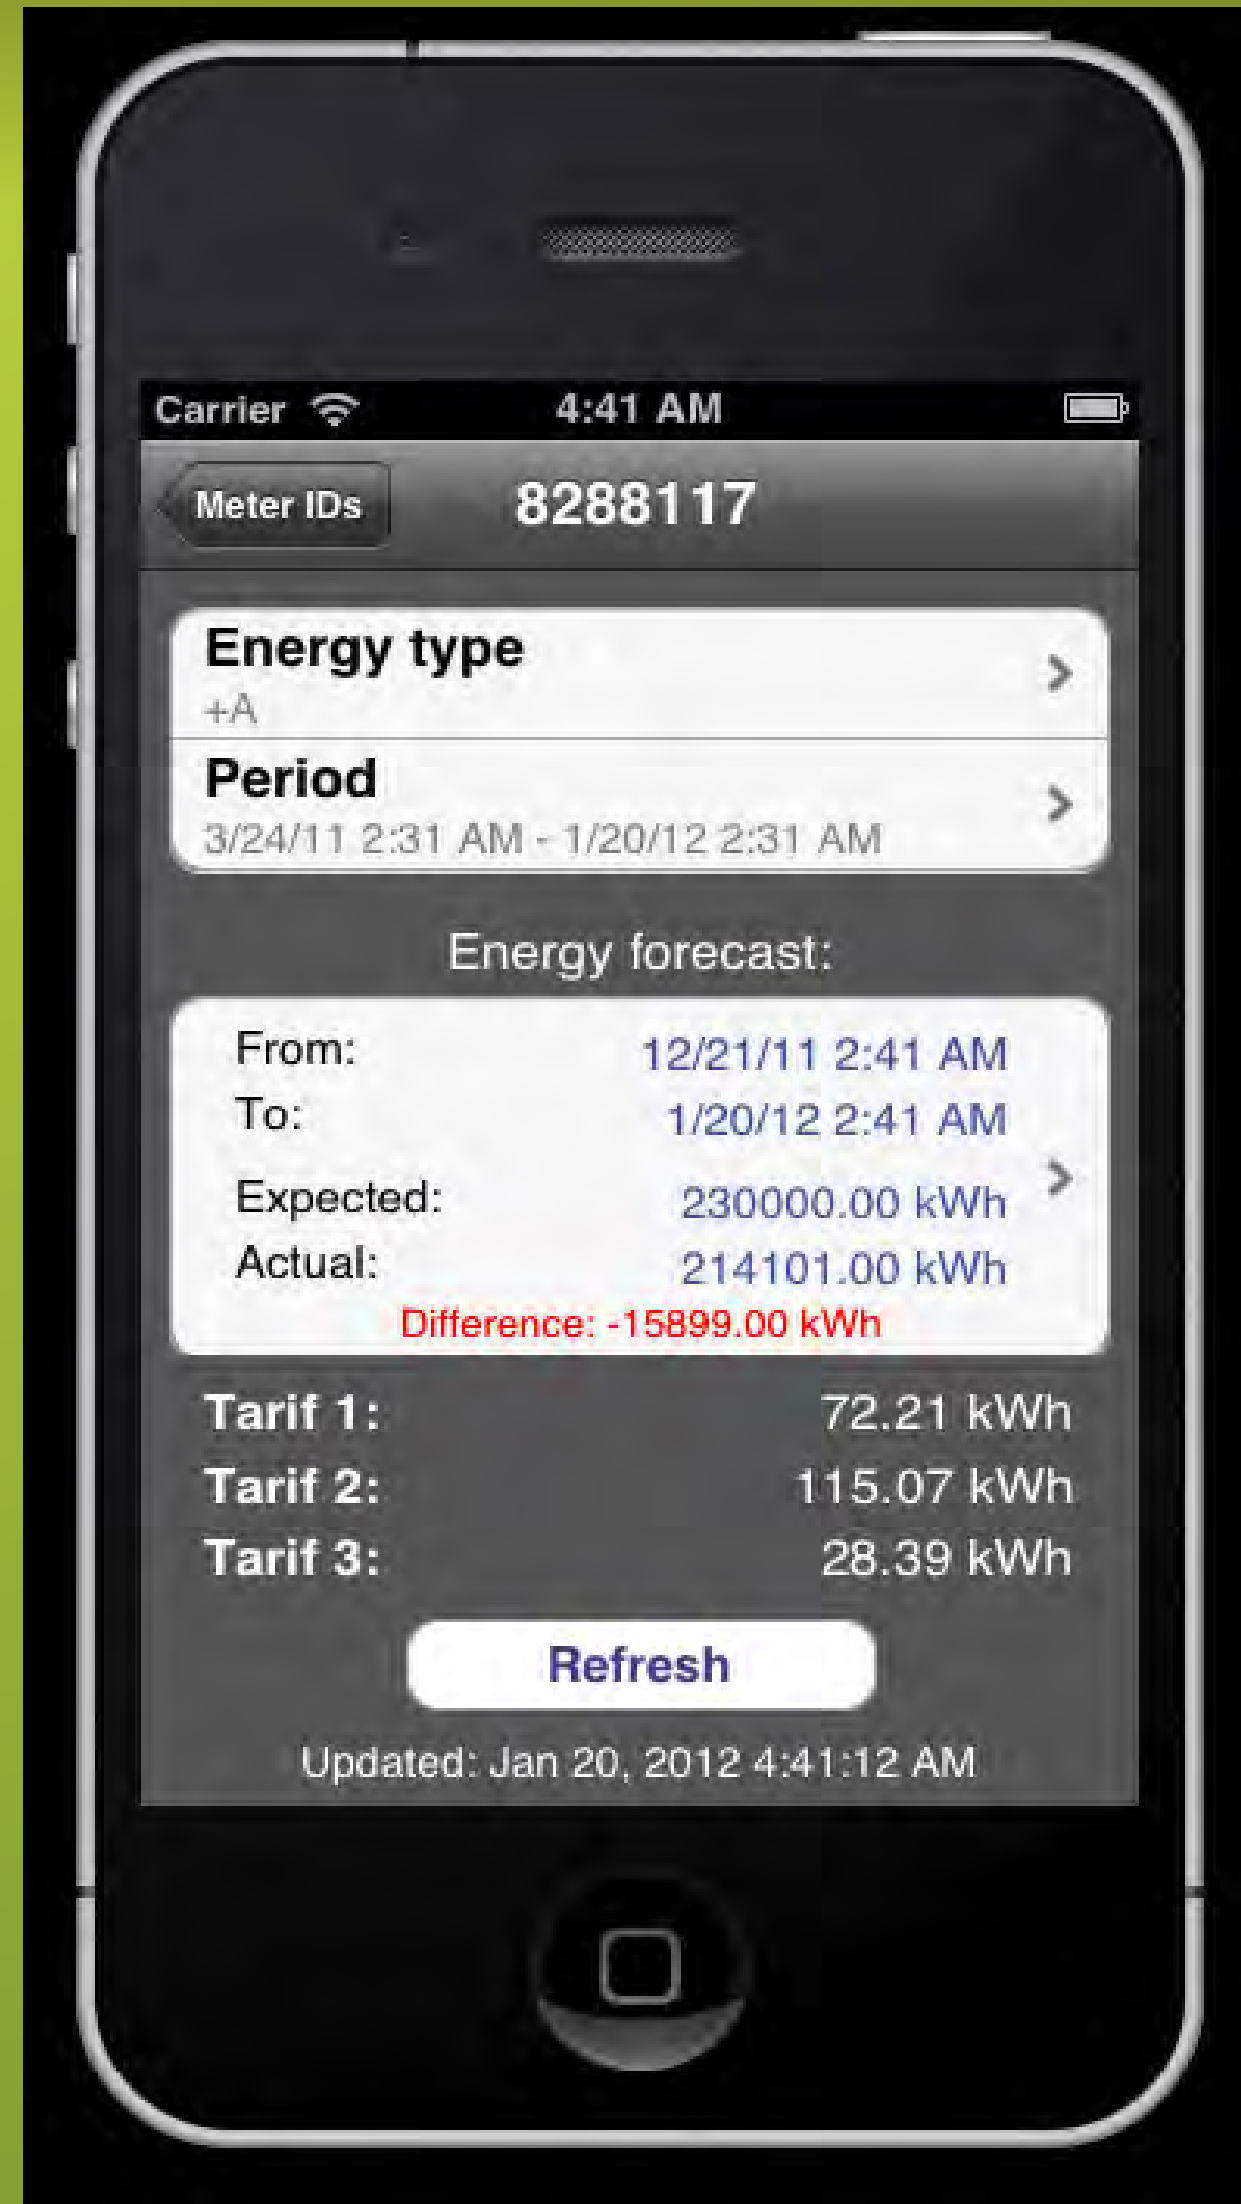 Carrier 4:41 AM
Meter IDs 8288117
Energy type
+A
Period
3/24/11 2:31 AM - 1/20/12 2:31 AM
Energy forecast:
From: 12/21/11 2:41 AM
To: 1/20/12 2:41 AM
Expected: 230000.00 kWh
Actual: 214101.00 kWh
Difference: -15899.00 kWh
Tarif 1: 72.21 kWh
Tarif 2: 115.07 kWh
Tarif 3: 28.39 kWh
Refresh
Updated: Jan 20, 2012 4:41:12 AM